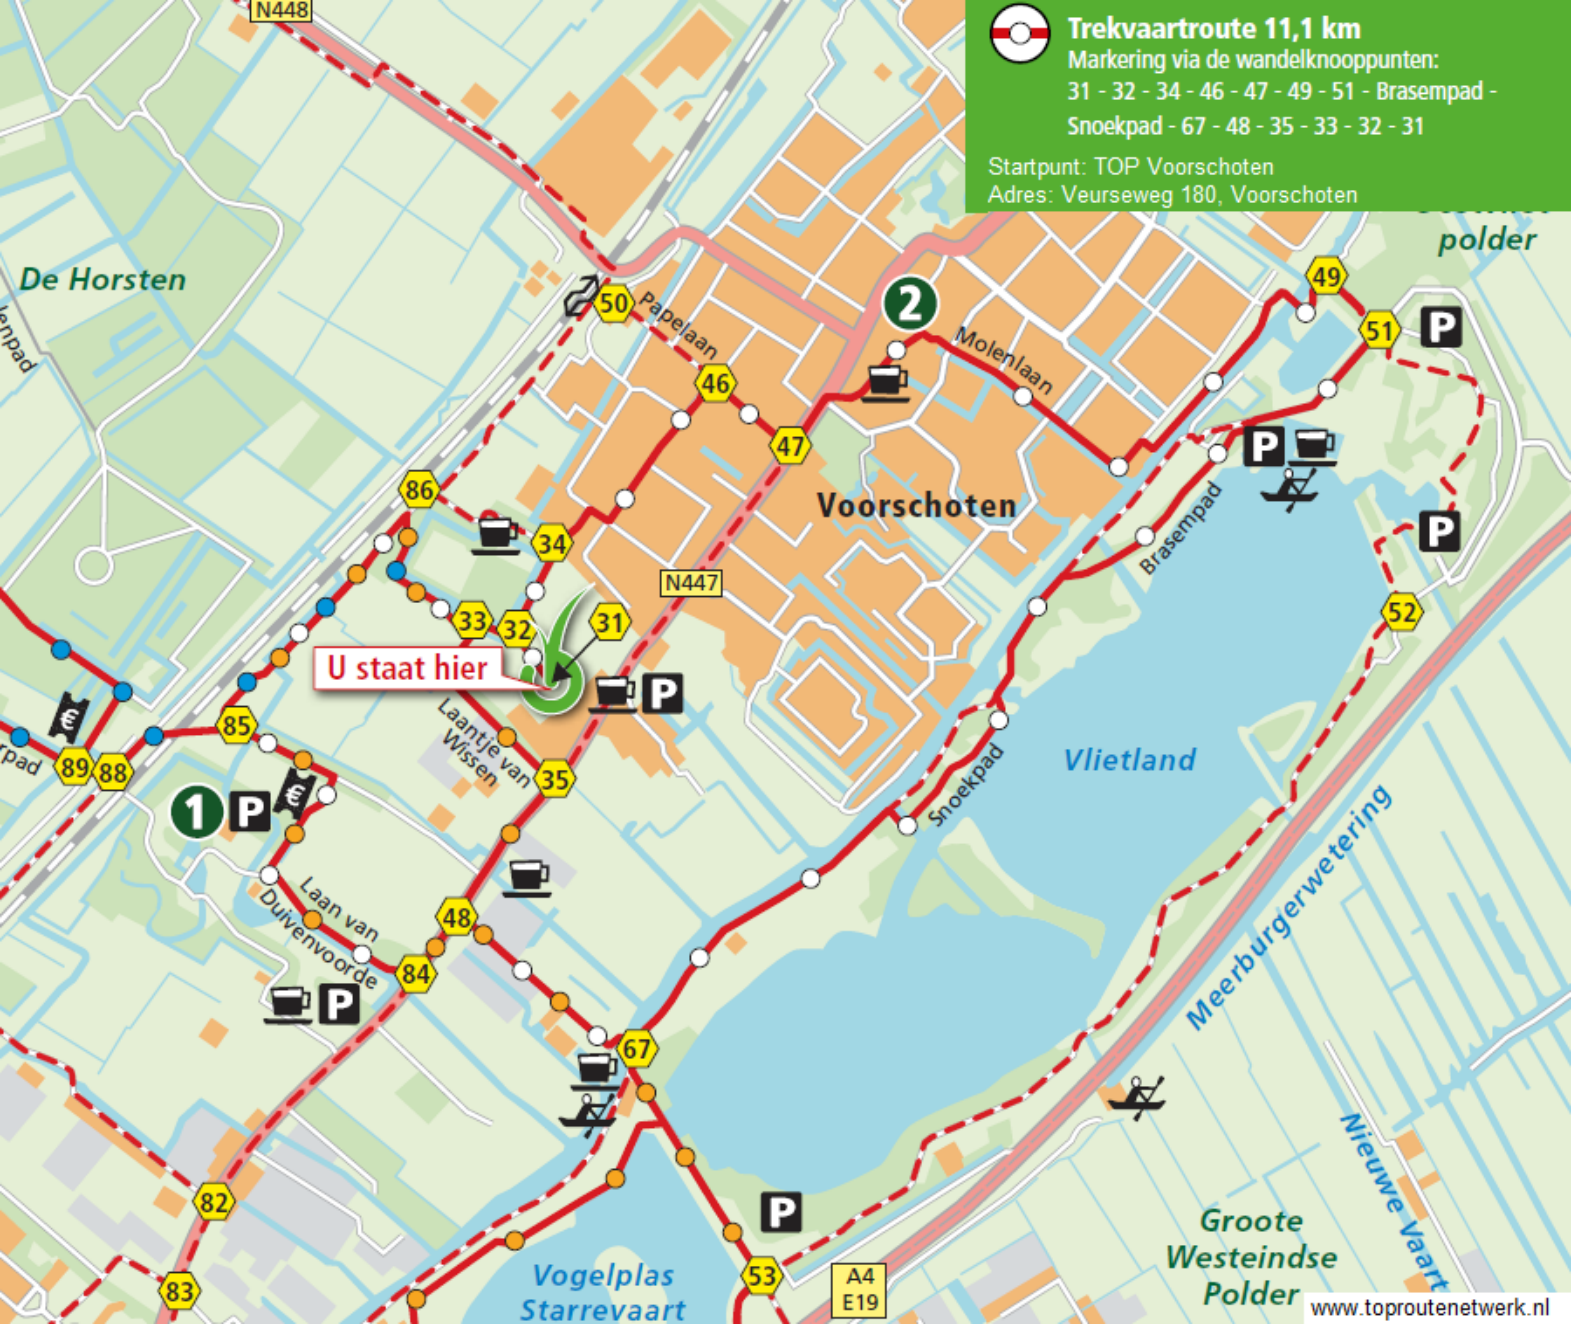 N448
Trekvaartroute 11,1 km
Markering via de wandelknooppunten:
31 - 32 - 34 - 46 - 47 - 49 - 51 - Brasempad -
Snoekpad - 67 - 48 - 35 - 33 - 32 - 31
Startpunt: TOP Voorschoten
Adres: Veurseweg 180, Voorschoten
polder
De Horsten
49
50
Papelaan
2
51
P
Molenlaan
46
47
P
86
Voorschoten
Brasempad
P
34
N447
52
33
32
31
U staat hier
P
€
85
Laantje van
Wissen
Snoekpad
Vlietland
89
88
35
1
P
€
Meerburgerwetering
Laan van
Duivenvoorde
48
84
P
67
Nieuwe Vaart
82
P
Groote
Westeindse
Polder
83
53
A4
E19
Vogelplas
Starrevaart
www.toproutenetwerk.nl